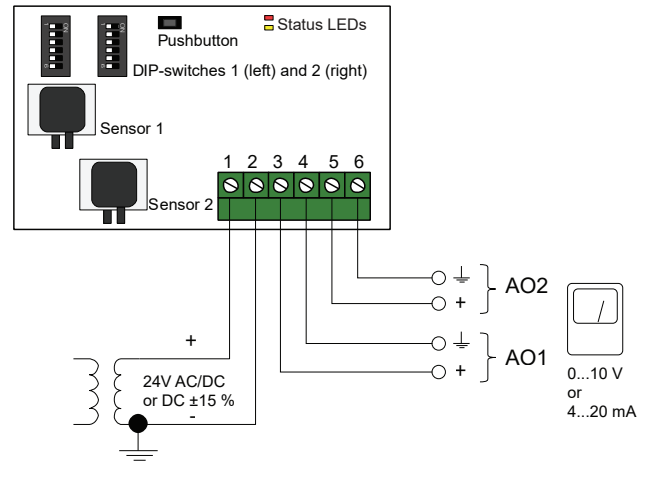 Status LEDs
Pushbutton
DIP-switches 1 (left) and 2 (right)
Sensor 1
1 2 3 4 5 6
Sensor 2
AO2
+
+
AO1
+
24V AC/DC
or DC ±15 %
-
0...10 V
or
4...20 mA